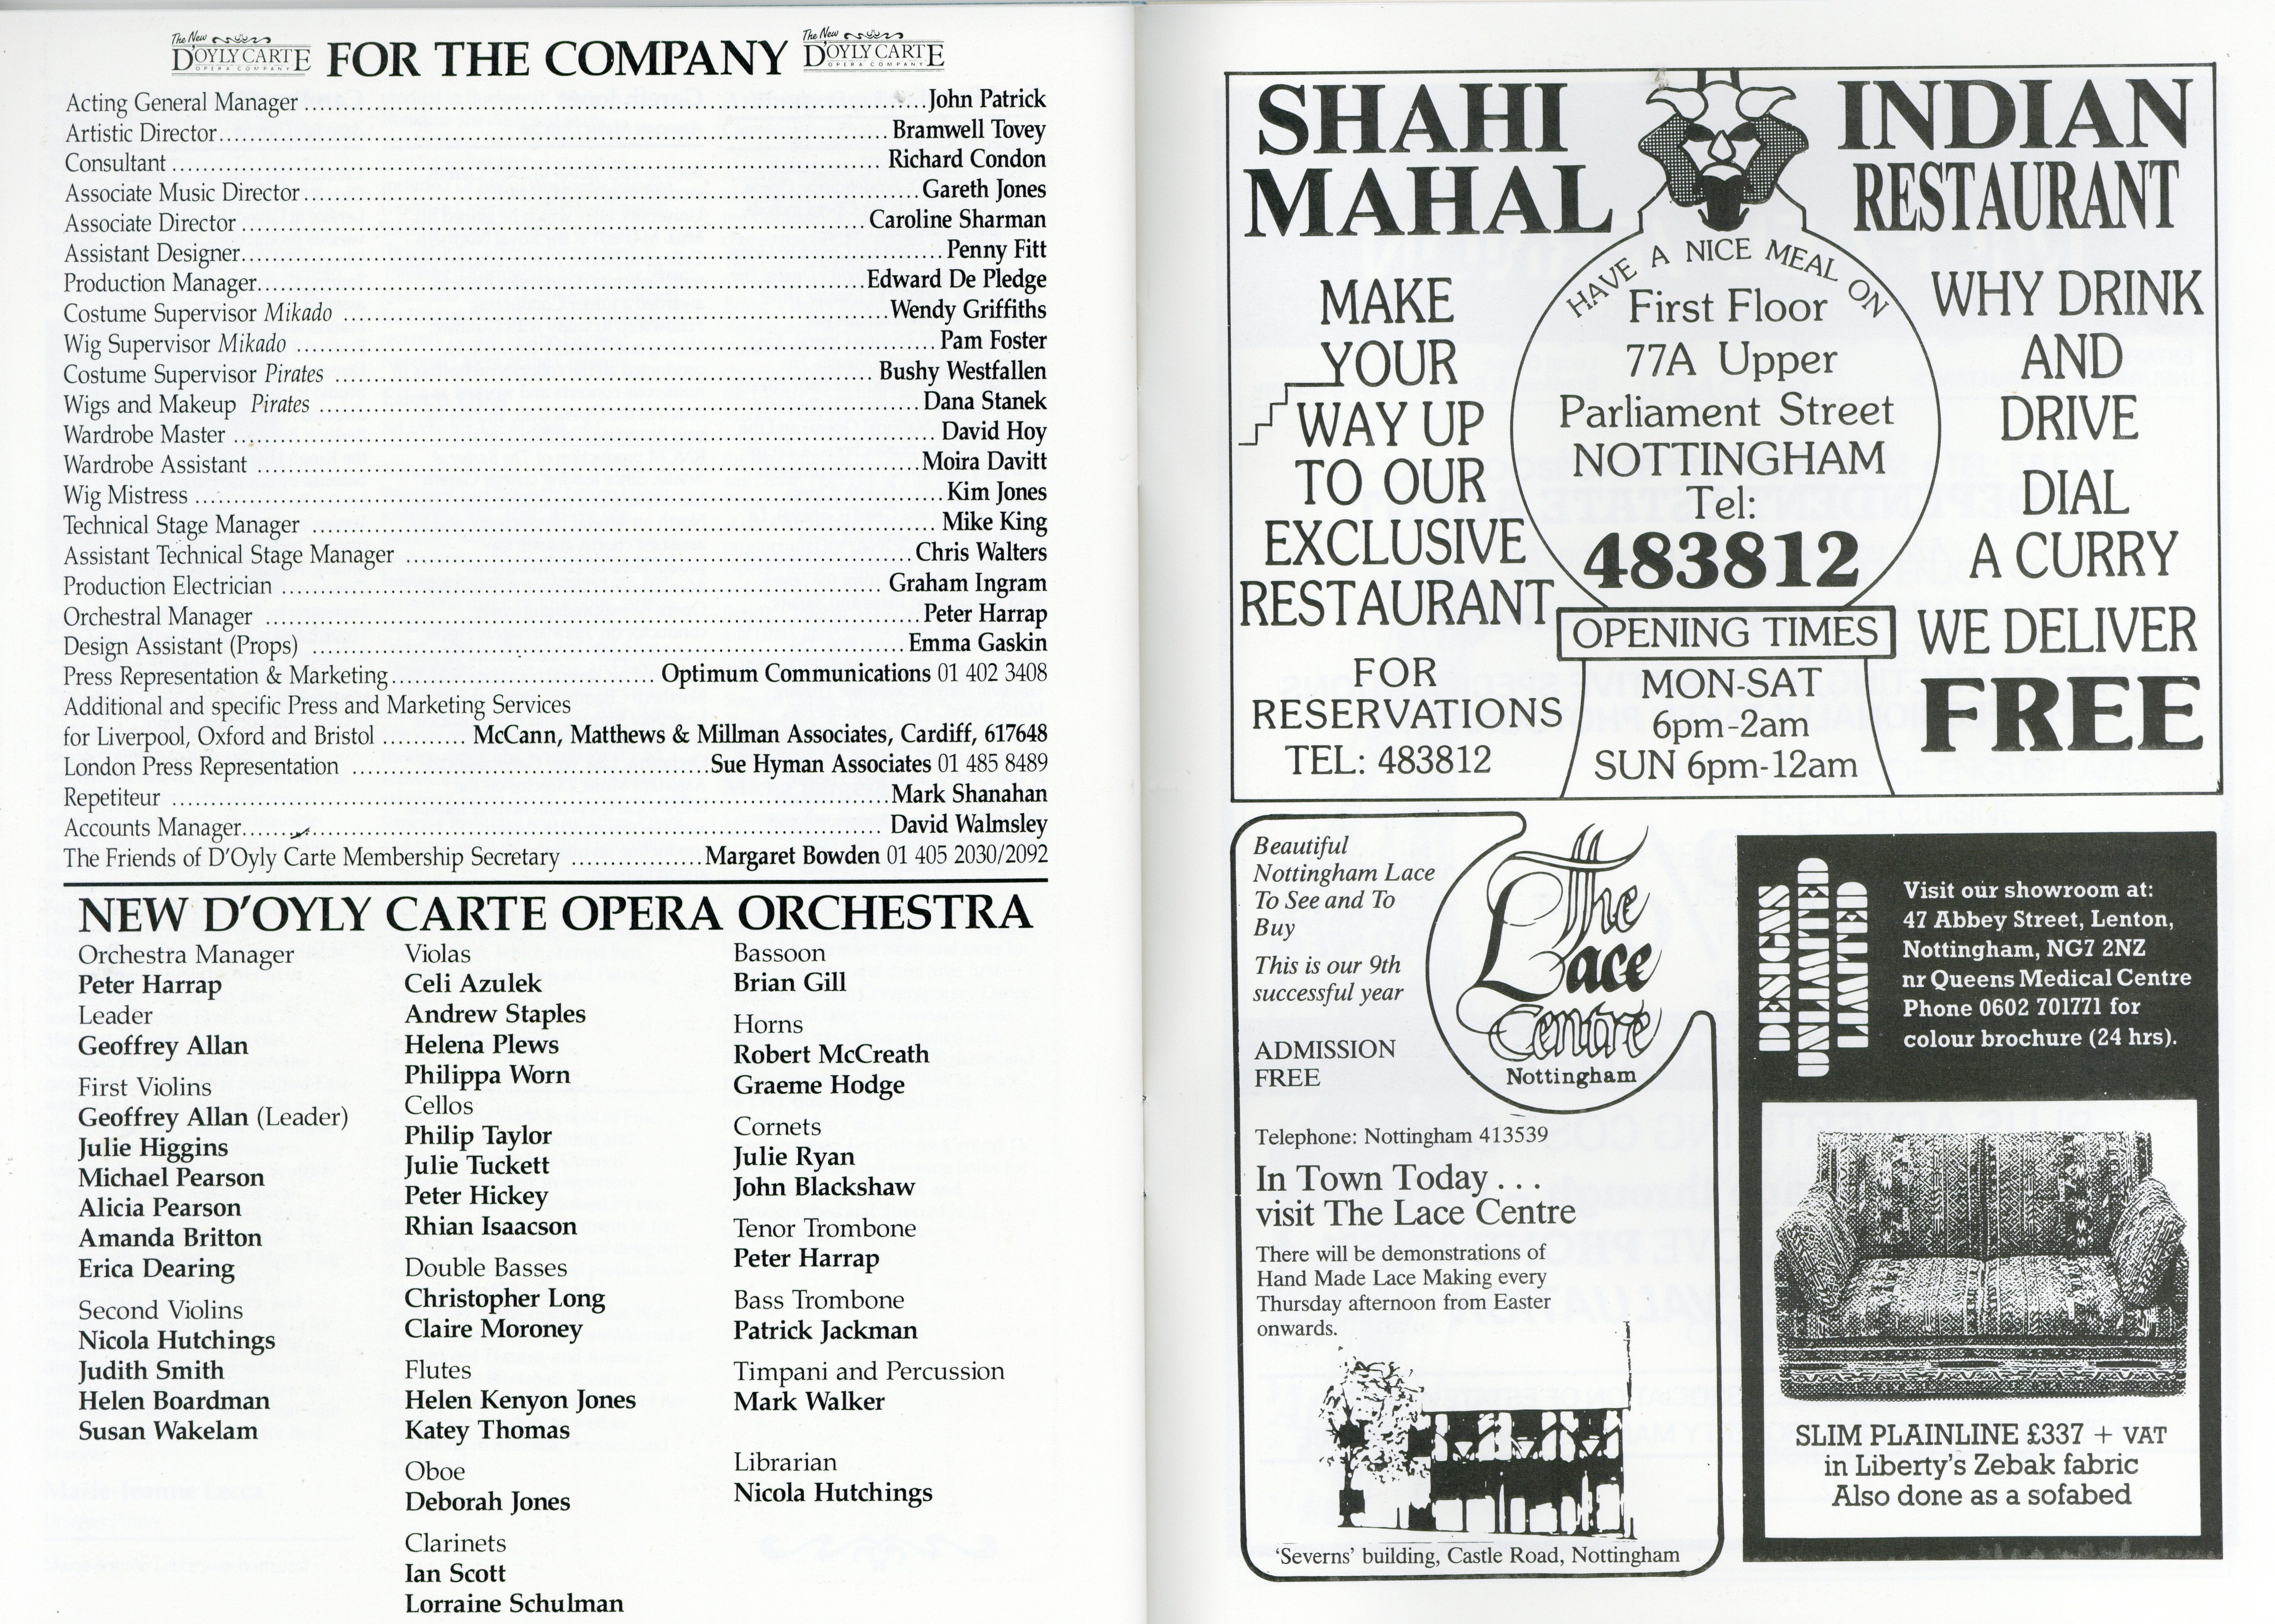 The New
D'OYLY CARTE
OPERA COMPANY
FOR THE COMPANY
The New
D'OYLY CARTE
OPERA COMPANY
Acting General Manager ........ John Patrick
Artistic Director ........ Bramwell Tovey
Consultant ........ Richard Condon
Associate Music Director ........ Gareth Jones
Associate Director ........ Caroline Sharman
Assistant Designer ........ Penny Fitt
Production Manager ........ Edward De Pledge
Costume Supervisor Mikado ........ Wendy Griffiths
Wig Supervisor Mikado ........ Pam Foster
Costume Supervisor Pirates ........ Bushy Westfallen
Wigs and Makeup Pirates ........ Dana Stanek
Wardrobe Master ........ David Hoy
Wardrobe Assistant ........ Moira Davitt
Wig Mistress ........ Kim Jones
Technical Stage Manager ........ Mike King
Assistant Technical Stage Manager ........ Chris Walters
Production Electrician ........ Graham Ingram
Orchestral Manager ........ Peter Harrap
Design Assistant (Props) ........ Emma Gaskin
Press Representation & Marketing ........ Optimum Communications 01 402 3408
Additional and specific Press and Marketing Services
for Liverpool, Oxford and Bristol ........ McCann, Matthews & Millman Associates, Cardiff, 617648
London Press Representation ........ Sue Hyman Associates 01 485 8489
Repetiteur ........ Mark Shanahan
Accounts Manager ........ David Walmsley
The Friends of D'Oyly Carte Membership Secretary ........ Margaret Bowden 01 405 2030/2092
NEW D'OYLY CARTE OPERA ORCHESTRA
Orchestra Manager
Peter Harrap
Leader
Geoffrey Allan
First Violins
Geoffrey Allan (Leader)
Julie Higgins
Michael Pearson
Alicia Pearson
Amanda Britton
Erica Dearing
Second Violins
Nicola Hutchings
Judith Smith
Helen Boardman
Susan Wakelam
Violas
Celi Azulek
Andrew Staples
Helena Plews
Philippa Worn
Cellos
Philip Taylor
Julie Tuckett
Peter Hickey
Rhian Isaacson
Double Basses
Christopher Long
Claire Moroney
Flutes
Helen Kenyon Jones
Katey Thomas
Oboe
Deborah Jones
Clarinets
Ian Scott
Lorraine Schulman
Bassoon
Brian Gill
Horns
Robert McCreath
Graeme Hodge
Cornets
Julie Ryan
John Blackshaw
Tenor Trombone
Peter Harrap
Bass Trombone
Patrick Jackman
Timpani and Percussion
Mark Walker
Librarian
Nicola Hutchings
SHAHI
MAHAL
INDIAN
RESTAURANT
MAKE
YOUR
WAY UP
TO OUR
EXCLUSIVE
RESTAURANT
FOR
RESERVATIONS
TEL: 483812
HAVE A NICE MEAL ON
First Floor
77A Upper
Parliament Street
NOTTINGHAM
Tel:
483812
OPENING TIMES
MON-SAT
6pm-2am
SUN 6pm-12am
WHY DRINK
AND
DRIVE
DIAL
A CURRY
WE DELIVER
FREE
Beautiful
Nottingham Lace
To See and To
Buy
This is our 9th
successful year
ADMISSION
FREE
The
Lace
Centre
Nottingham
Telephone: Nottingham 413539
In Town Today . . .
visit The Lace Centre
There will be demonstrations of
Hand Made Lace Making every
Thursday afternoon from Easter
onwards.
'Severns' building, Castle Road, Nottingham
DESIGNS
UNLIMITED
LIMITED
Visit our showroom at:
47 Abbey Street, Lenton,
Nottingham, NG7 2NZ
nr Queens Medical Centre
Phone 0602 701771 for
colour brochure (24 hrs).
SLIM PLAINLINE £337 + VAT
in Liberty's Zebak fabric
Also done as a sofabed